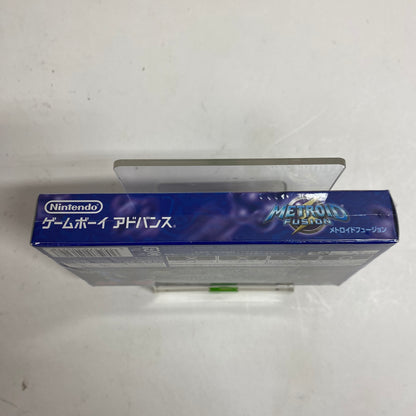 Nintendo
ゲームボーイ アドバンス®
METROID
FUSION
メトロイドフュージョン